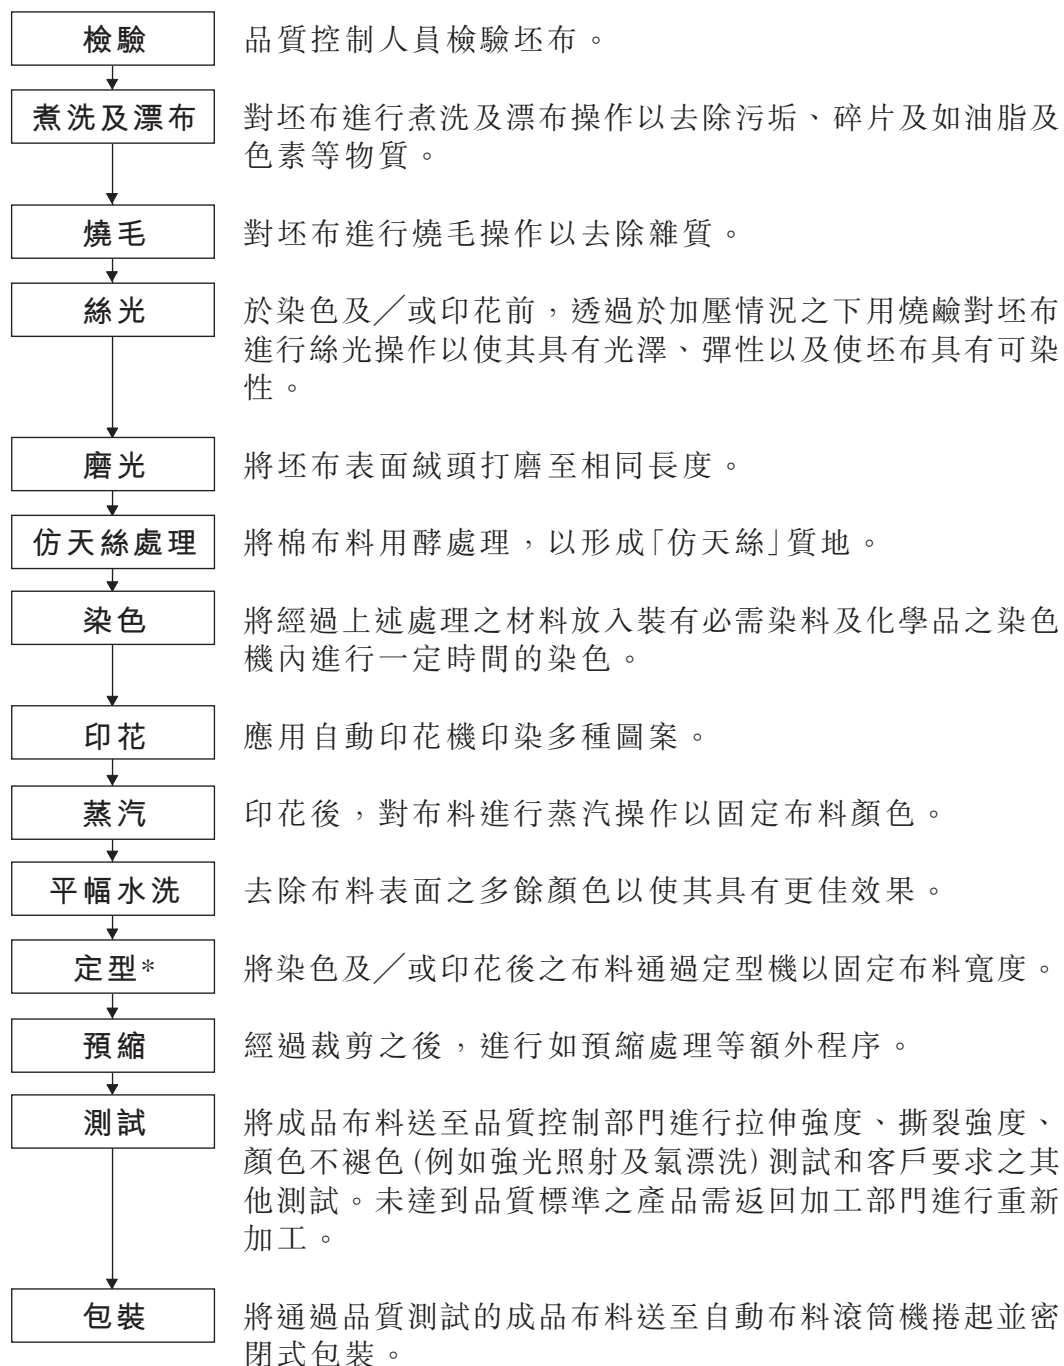 檢驗 品質控制人員檢驗坯布。
煮洗及漂布 對坯布進行煮洗及漂布操作以去除污垢、碎片及如油脂及
色素等物質。
燒毛 對坯布進行燒毛操作以去除雜質。
絲光 於染色及／或印花前，透過於加壓情況之下用燒鹼對坯布
進行絲光操作以使其具有光澤、彈性以及使坯布具有可染
性。
磨光 將坯布表面絨頭打磨至相同長度。
仿天絲處理 將棉布料用酵處理，以形成「仿天絲」質地。
染色 將經過上述處理之材料放入裝有必需染料及化學品之染色
機內進行一定時間的染色。
印花 應用自動印花機印染多種圖案。
蒸汽 印花後，對布料進行蒸汽操作以固定布料顏色。
平幅水洗 去除布料表面之多餘顏色以使其具有更佳效果。
定型* 將染色及／或印花後之布料通過定型機以固定布料寬度。
預縮 經過裁剪之後，進行如預縮處理等額外程序。
測試 將成品布料送至品質控制部門進行拉伸強度、撕裂強度、
顏色不褪色(例如強光照射及氯漂洗)測試和客戶要求之其
他測試。未達到品質標準之產品需返回加工部門進行重新
加工。
包裝 將通過品質測試的成品布料送至自動布料滾筒機捲起並密
閉式包裝。